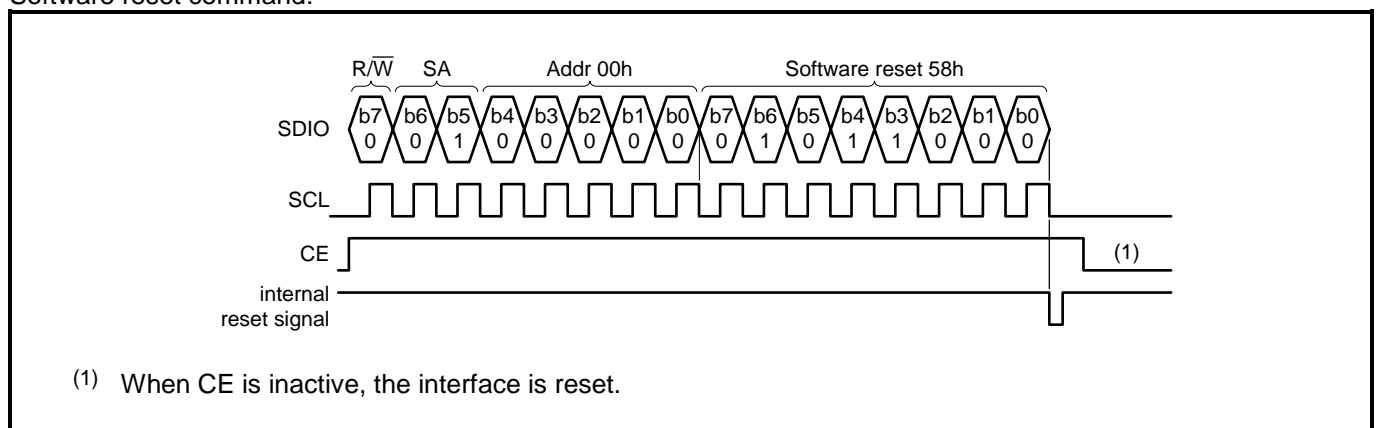 Software reset command:
R/W SA Addr 00h Software reset 58h
b7 b6 b5 b4 b3 b2 b1 b0 b7 b6 b5 b4 b3 b2 b1 b0
SDIO
0 0 1 0 0 0 0 0 0 1 0 1 1 0 0 0
SCL
CE (1)
internal
reset signal
(1) When CE is inactive, the interface is reset.